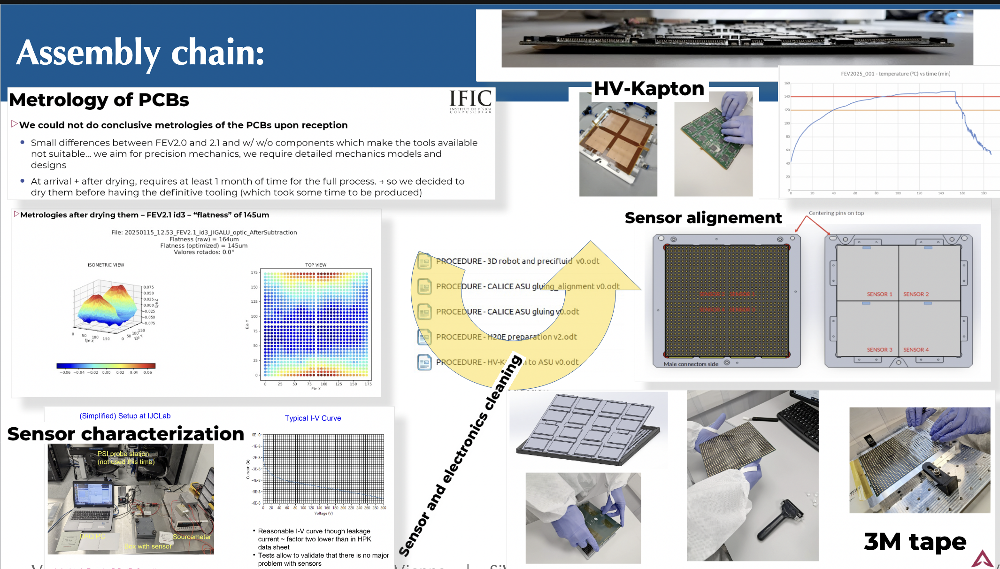 Assembly chain:
Metrology of PCBs
IFIC
INSTITUT DE FÍSICA
CORPUSCULAR
We could not do conclusive metrologies of the PCBs upon reception
• Small differences between FEV2.0 and 2.1 and w/ w/o components which make the tools available
not suitable... we aim for precision mechanics, we require detailed mechanics models and
designs
• At arrival + after drying, requires at least 1 month of time for the full process. → so we decided to
dry them before having the definitive tooling (which took some time to be produced)
HV-Kapton
FEV2025_001 - temperature (°C) vs time (min)
160
140
120
100
80
60
40
20
0
0 20 40 60 80 100 120 140 160 180
Metrologies after drying them – FEV2.1 id3 – “flatness” of 145um
File: 20250115_12.53_FEV2.1_id3_JIGALU_optic_AfterSubtraction
Flatness (raw) = 164um
Flatness (optimized) = 145um
Valores rotados: 0.0°
ISOMETRIC VIEW
0.075
0.050
0.025
0.000
−0.025
−0.050
−0.075
Eje Z
0 50 100 150
Eje X
0 50 100 150
Eje Y
−0.06 −0.04 −0.02 0.00 0.02 0.04 0.06
TOP VIEW
175
150
125
100
75
50
25
0
Eje Y
0 25 50 75 100 125 150 175
Eje X
PROCEDURE - 3D robot and precifluid v0.odt
PROCEDURE - CALICE ASU gluing_alignment v0.odt
PROCEDURE - CALICE ASU gluing v0.odt
PROCEDURE - H20E preparation v2.odt
PROCEDURE - HV-K to ASU v0.odt
Sensor and electronics cleaning
Sensor alignement
Centering pins on top
SENSOR 1 SENSOR 2
SENSOR 3 SENSOR 4
Male connectors side
(Simplified) Setup at IJCLab
Sensor characterization
PSI probe station
(not used this time)
DAQ PC
Box with sensor
Sourcemeter
Typical I-V Curve
0E+0
-1E-8
-2E-8
-3E-8
-4E-8
-5E-8
-6E-8
Current (A)
0 20 40 60 80 100 120 140 160 180 200 220 240 260 280 300
Voltage (V)
• Reasonable I-V curve though leakage
current ~ factor two lower than in HPK
data sheet
• Tests allow to validate that there is no major
problem with sensors
3M tape